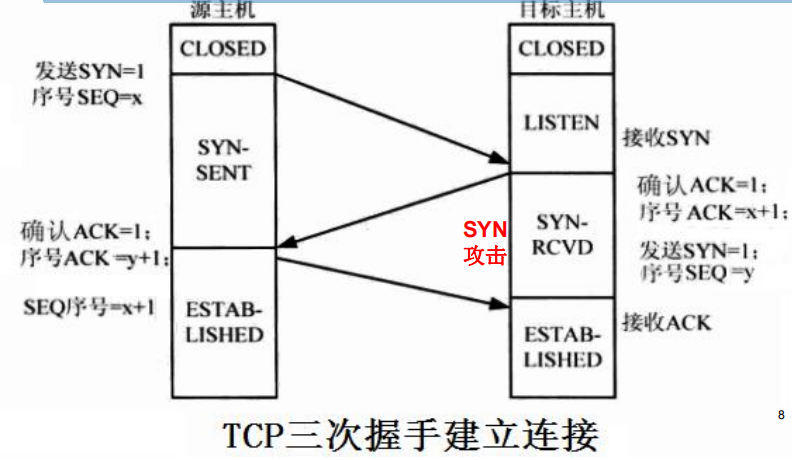 源主机
目标主机
CLOSED
CLOSED
发送SYN=1
序号SEQ=x
LISTEN
接收SYN
SYN-
SENT
确认ACK=1;
序号ACK=x+1;
SYN
攻击
SYN-
RCVD
发送SYN=1;
序号SEQ=y
确认ACK=1;
序号ACK=y+1;
SEQ序号=x+1
ESTAB-
LISHED
接收ACK
ESTAB-
LISHED
8
TCP三次握手建立连接